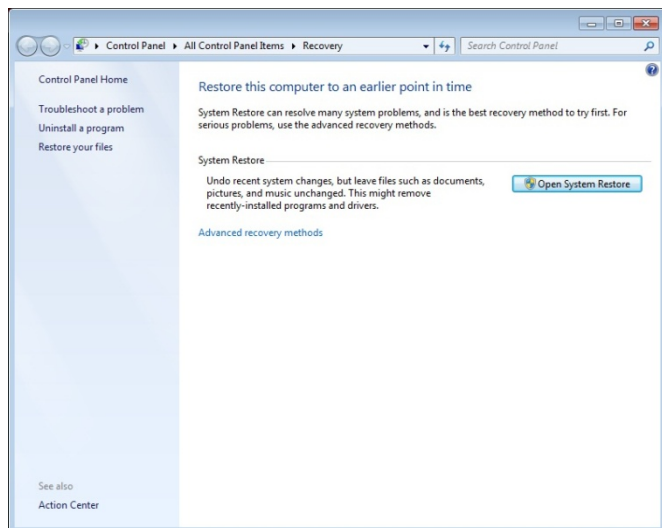 Control Panel ▸ All Control Panel Items ▸ Recovery
Search Control Panel
Control Panel Home
Troubleshoot a problem
Uninstall a program
Restore your files
Restore this computer to an earlier point in time
System Restore can resolve many system problems, and is the best recovery method to try first. For
serious problems, use the advanced recovery methods.
System Restore
Undo recent system changes, but leave files such as documents,
pictures, and music unchanged. This might remove
recently-installed programs and drivers.
Open System Restore
Advanced recovery methods
See also
Action Center